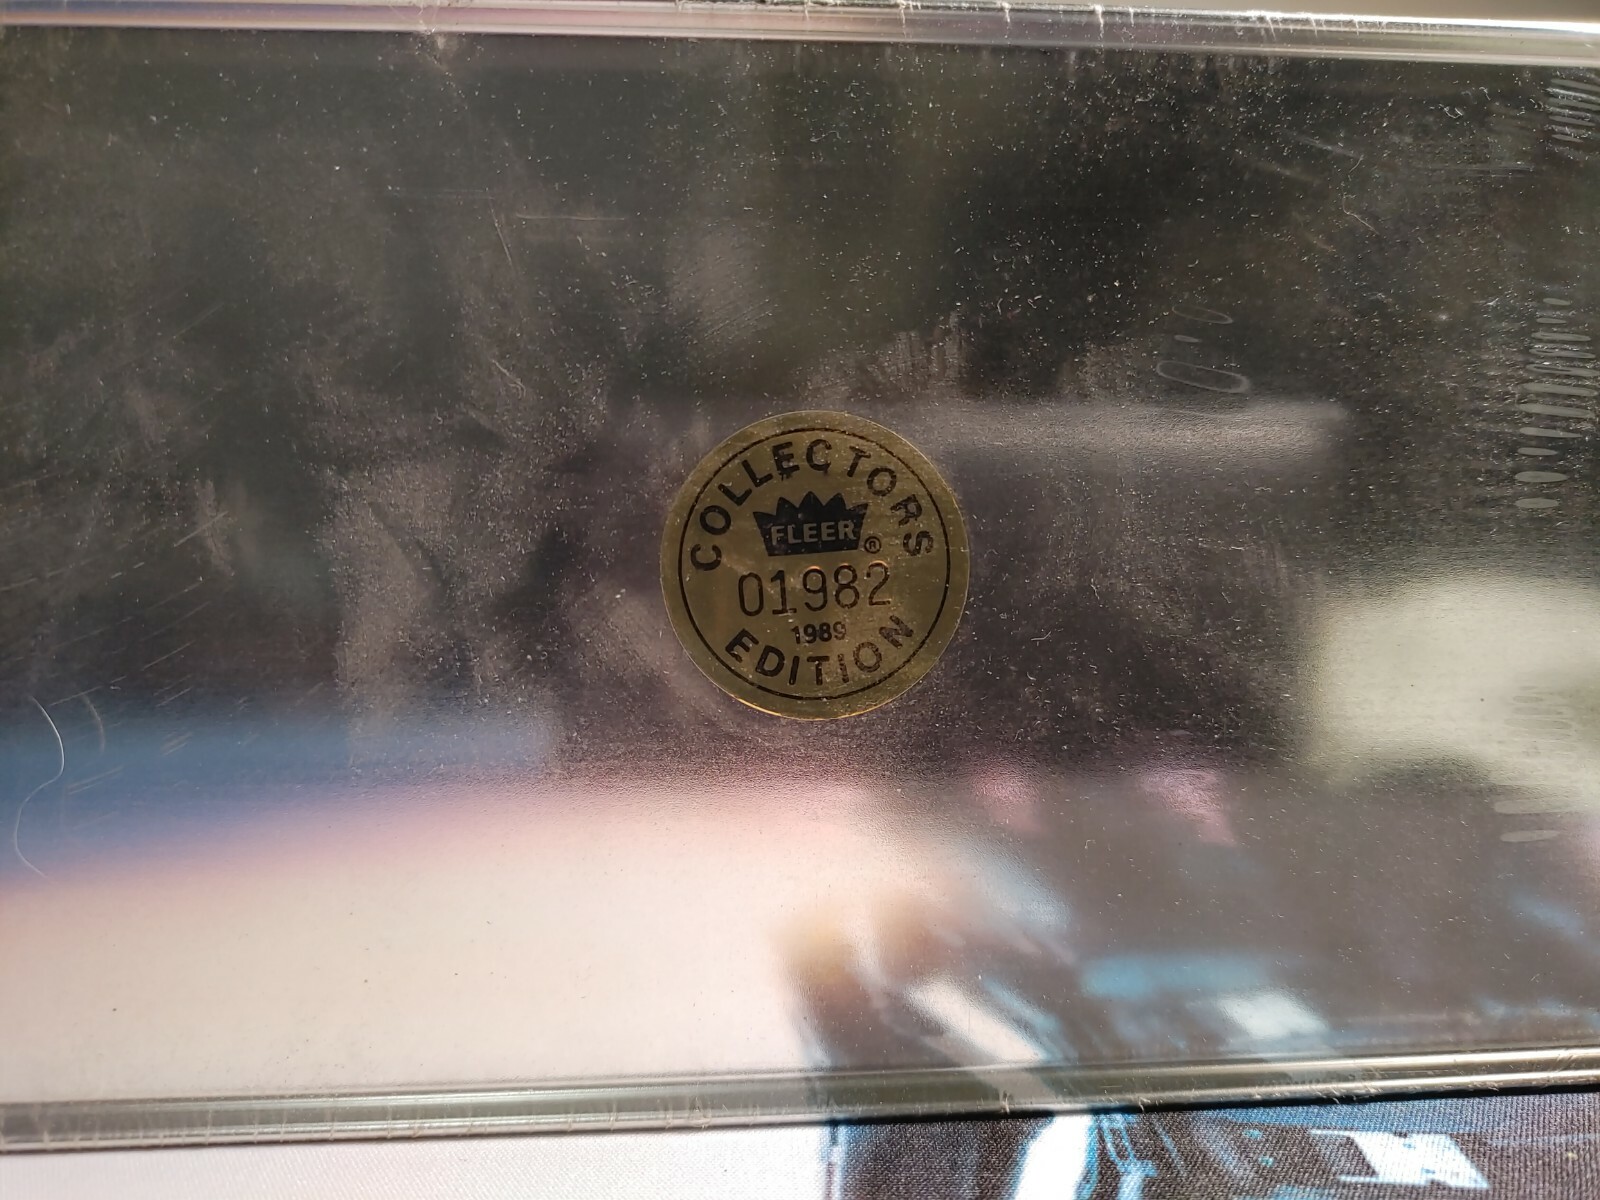 COLLECTORS
FLEER®
01982
1989
EDITION